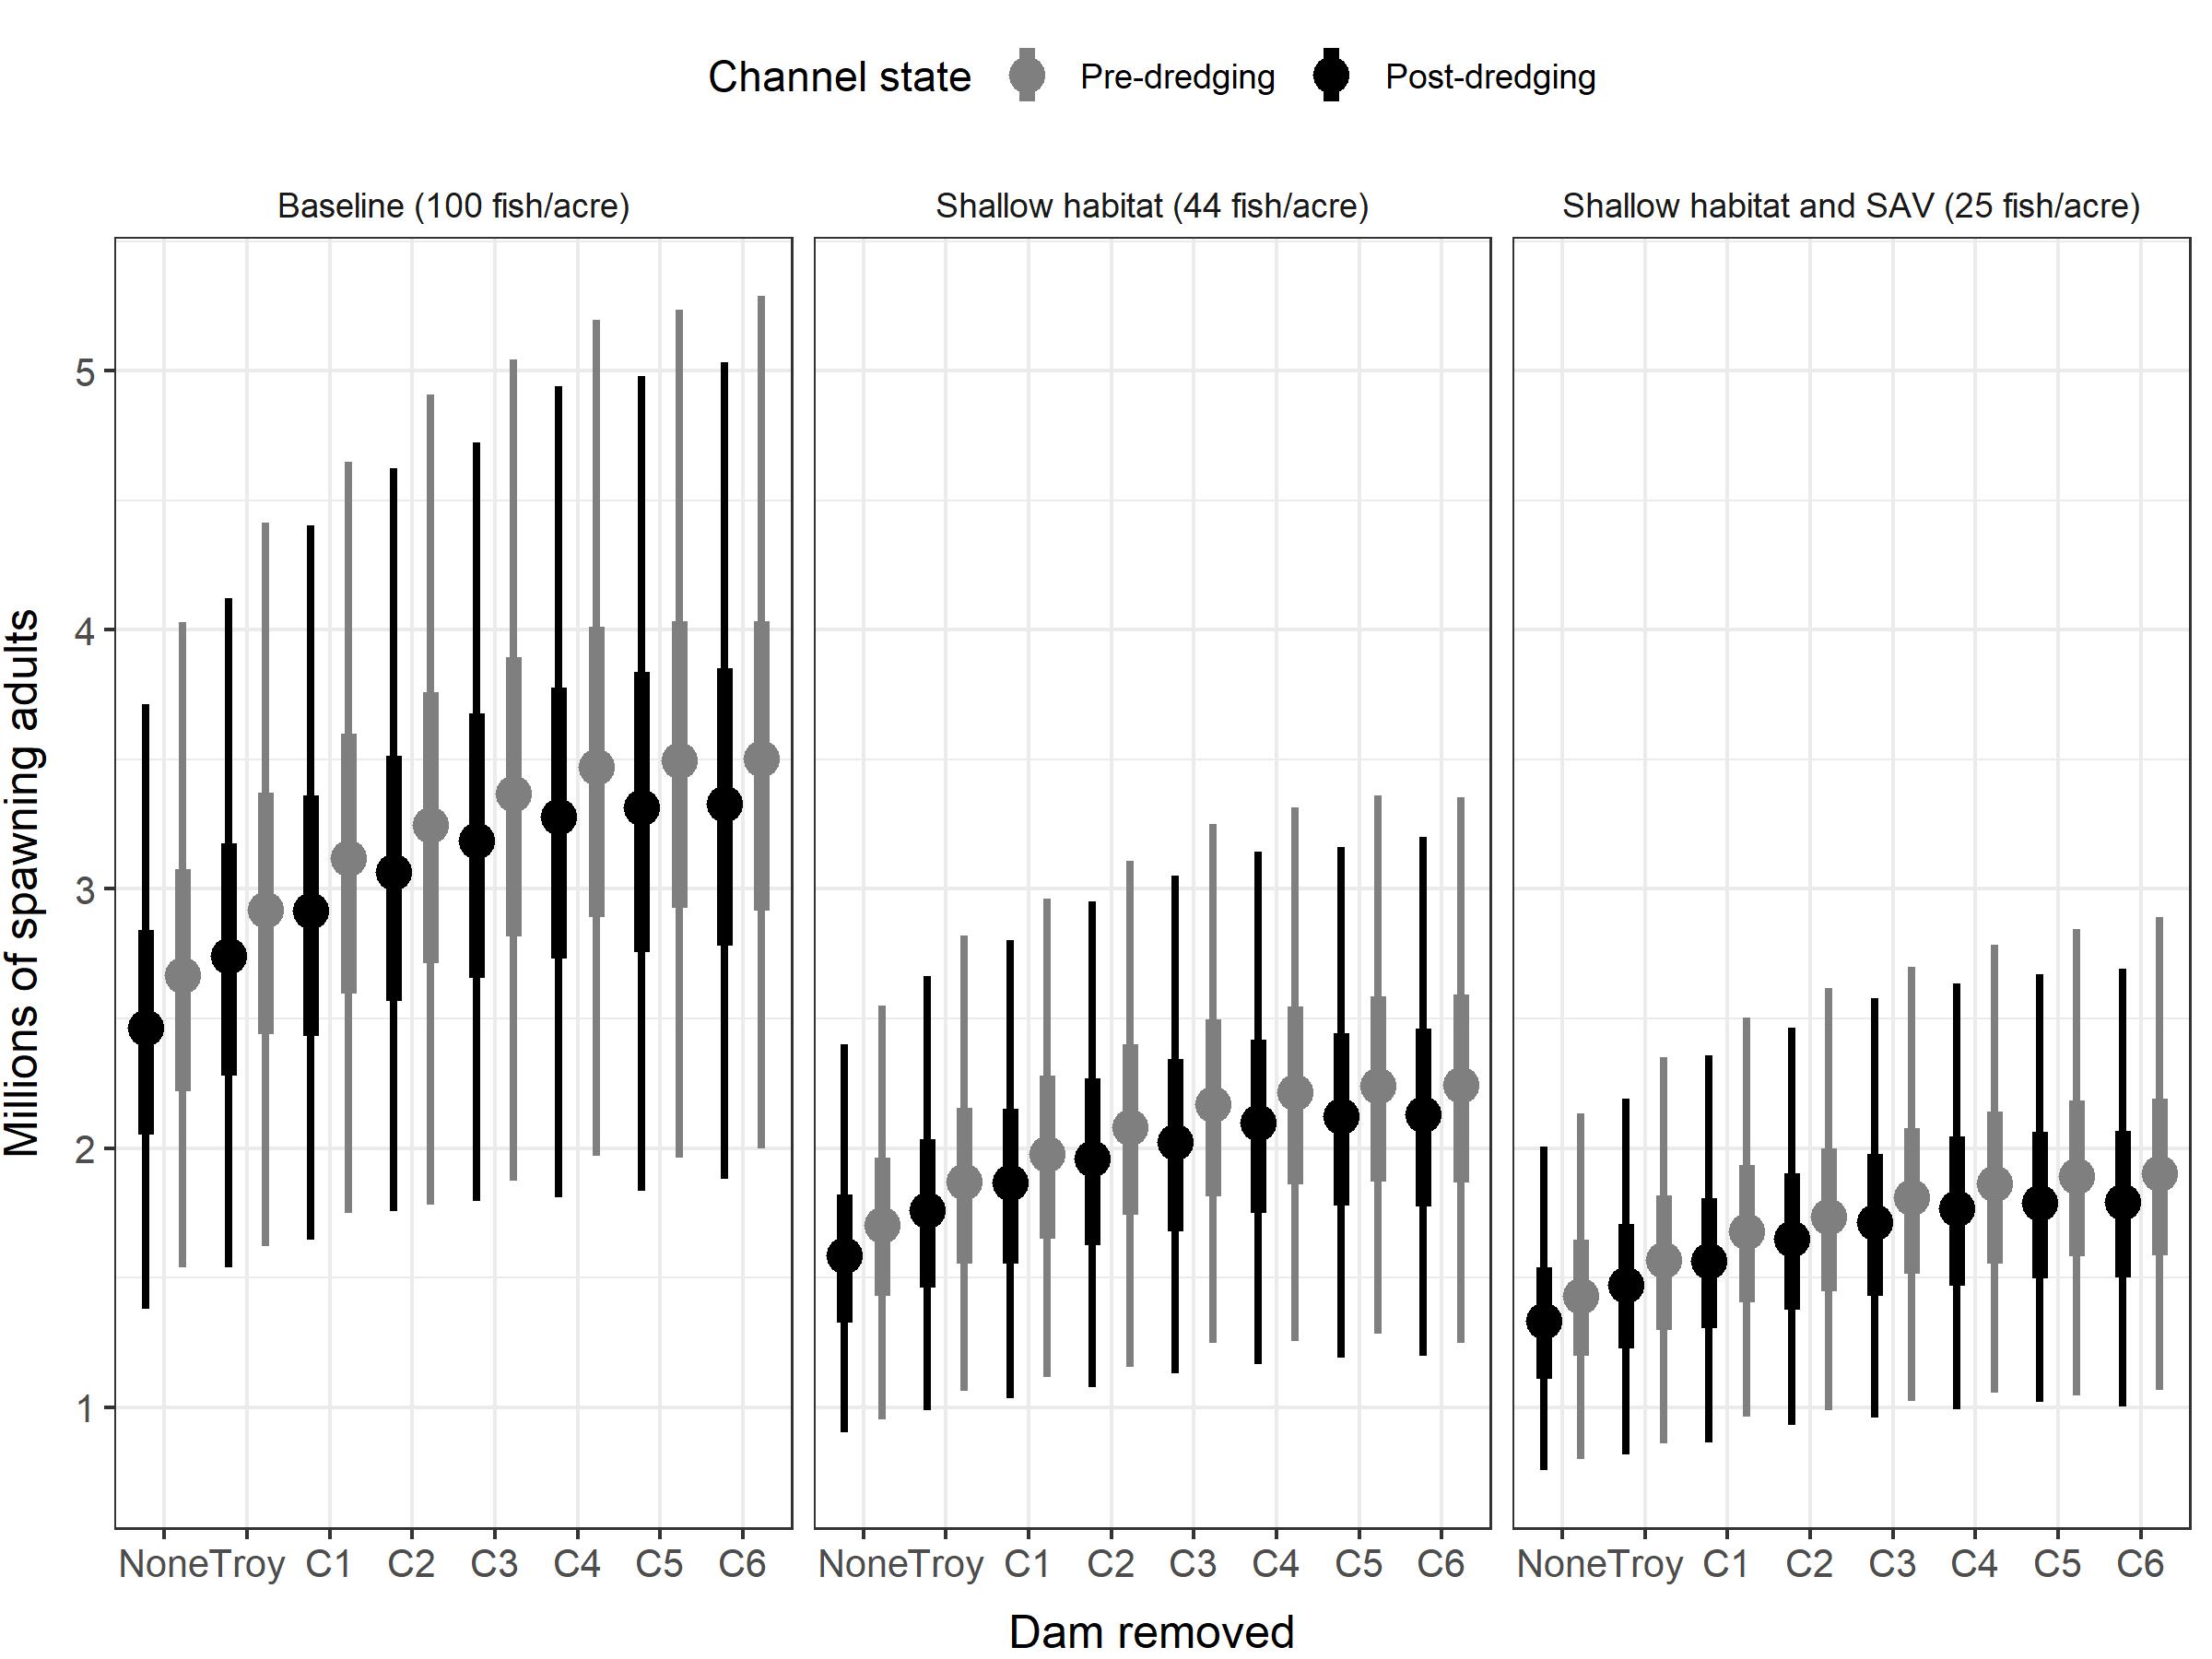 Channel state Pre-dredging Post-dredging
Baseline (100 fish/acre) Shallow habitat (44 fish/acre) Shallow habitat and SAV (25 fish/acre)
Millions of spawning adults
5
4
3
2
1
None Troy C1 C2 C3 C4 C5 C6 None Troy C1 C2 C3 C4 C5 C6 None Troy C1 C2 C3 C4 C5 C6
Dam removed